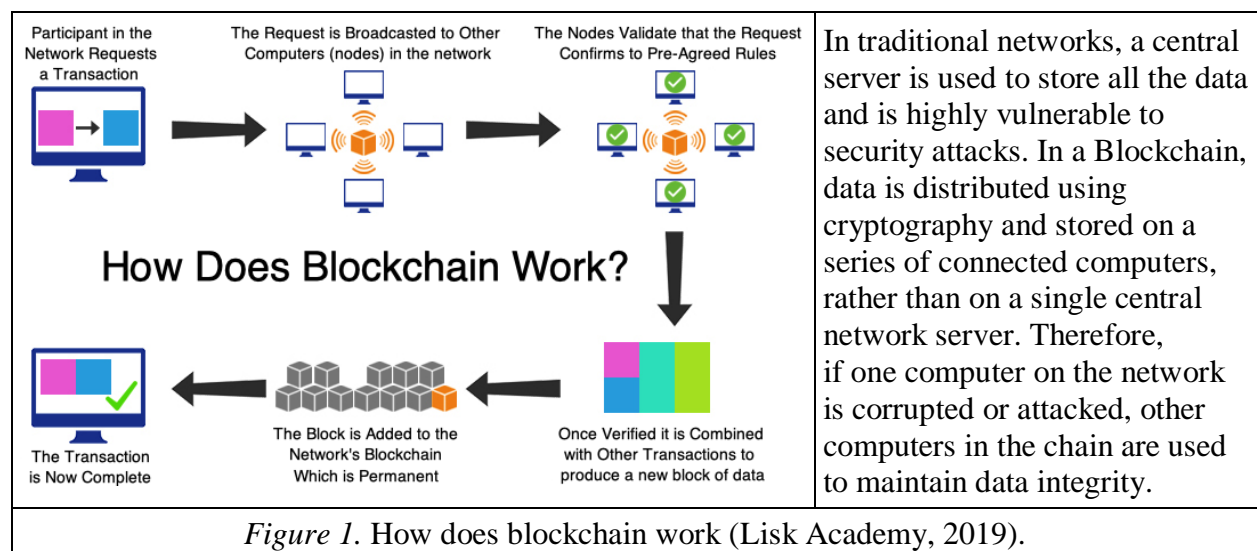 Participant in the
Network Requests
a Transaction
The Request is Broadcasted to Other
Computers (nodes) in the network
The Nodes Validate that the Request
Confirms to Pre-Agreed Rules
How Does Blockchain Work?
Once Verified it is Combined
with Other Transactions to
produce a new block of data
The Block is Added to the
Network's Blockchain
Which is Permanent
The Transaction
is Now Complete
In traditional networks, a central
server is used to store all the data
and is highly vulnerable to
security attacks. In a Blockchain,
data is distributed using
cryptography and stored on a
series of connected computers,
rather than on a single central
network server. Therefore,
if one computer on the network
is corrupted or attacked, other
computers in the chain are used
to maintain data integrity.
Figure 1. How does blockchain work (Lisk Academy, 2019).